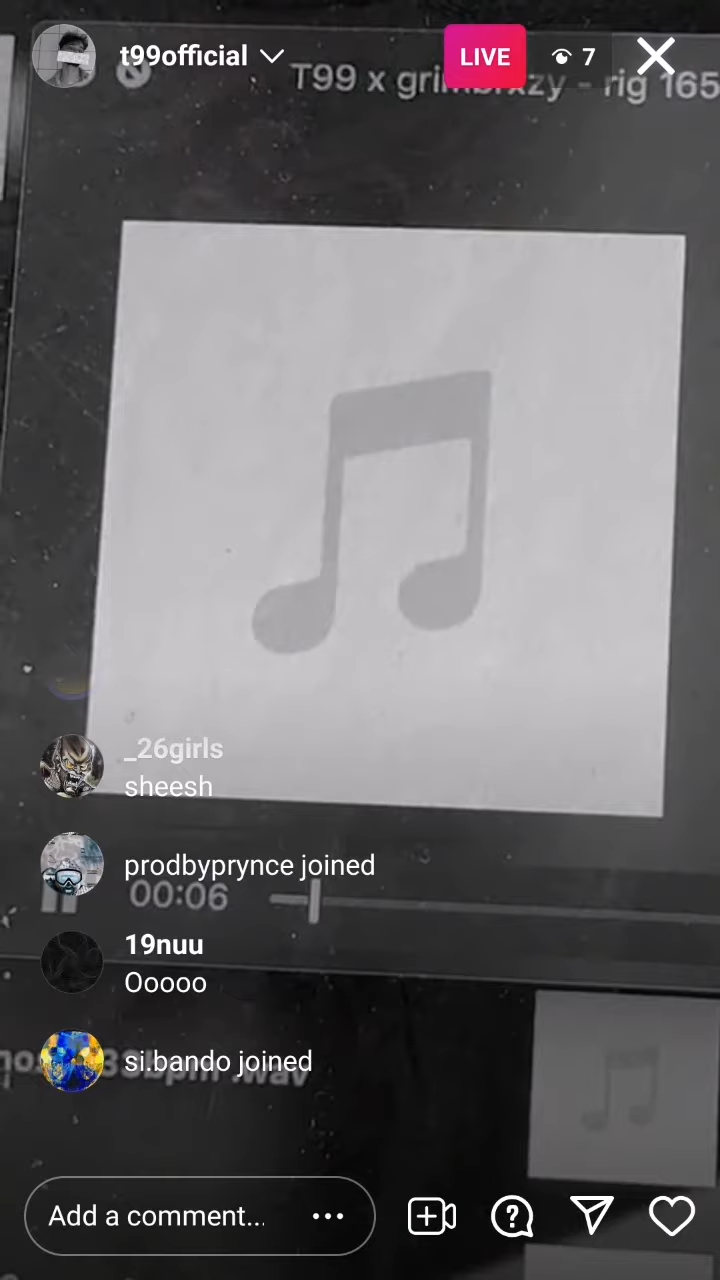 t99official
LIVE
7
T99 x - rig 165
_26girls
sheesh
prodbyprynce joined
00:06
19nuu
Ooooo
si.bando joined
Add a comment...